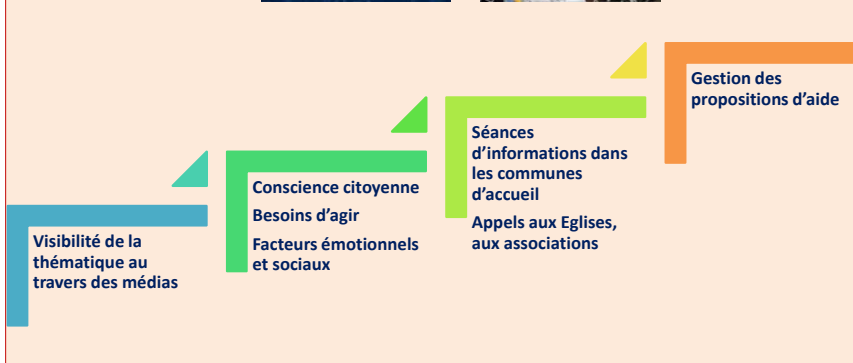 Visibilité de la
thématique au
travers des médias
Conscience citoyenne
Besoins d’agir
Facteurs émotionnels
et sociaux
Séances
d’informations dans
les communes
d’accueil
Appels aux Eglises,
aux associations
Gestion des
propositions d’aide